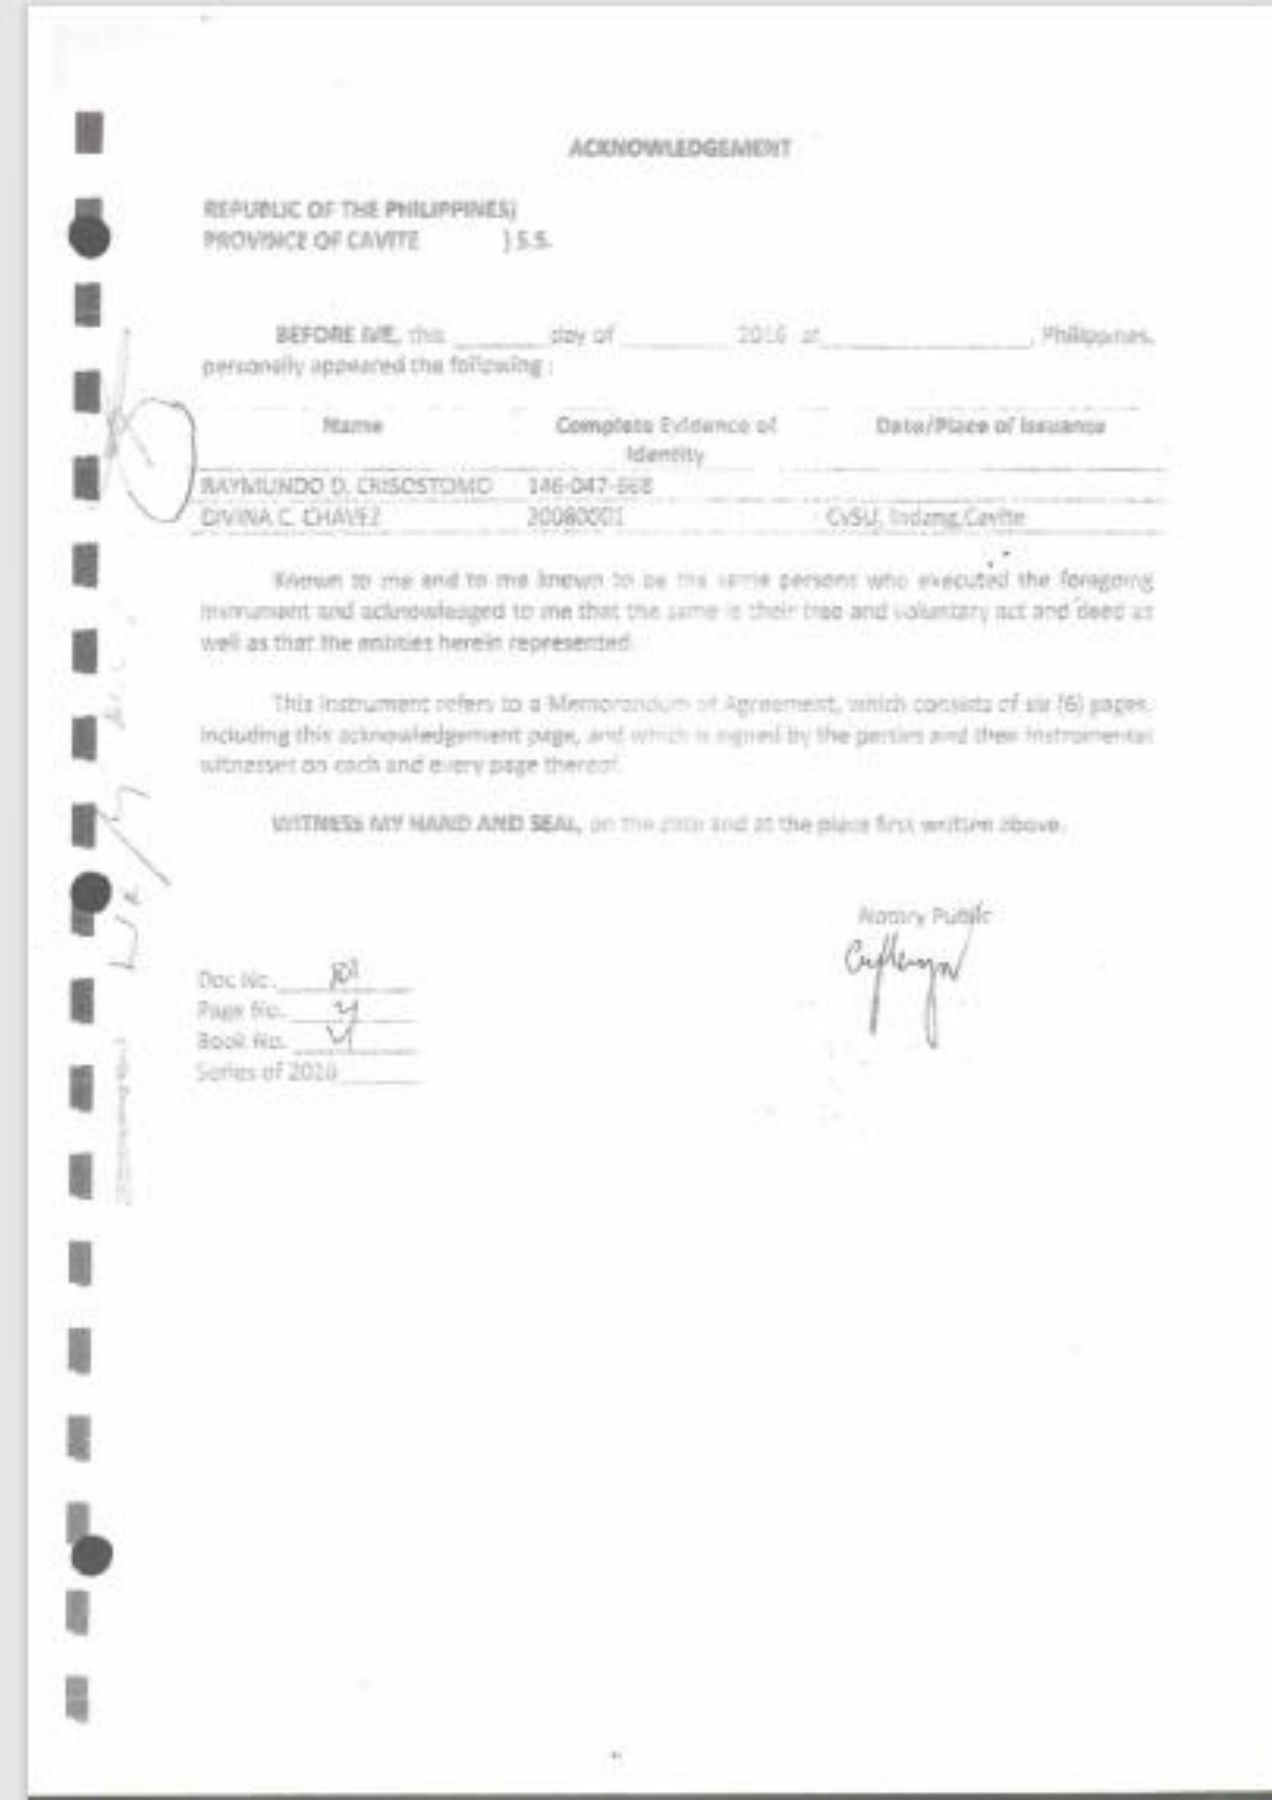 ACKNOWLEDGEMENT
REPUBLIC OF THE PHILIPPINES)
PROVINCE OF CAVITE ) S.S.
BEFORE ME, this ______ day of ________ 2016 at ______________, Philippines,
personally appeared the following :
Name Complete Evidence of Date/Place of Issuance
Identity
RAYMUNDO D. CRISOSTOMO 146-047-668
DIVINA C. CHAVEZ 20080001 CvSU, Indang,Cavite
Known to me and to me known to be the same persons who executed the foregoing
instrument and acknowledged to me that the same is their free and voluntary act and deed as
well as that the entities herein represented.
This instrument refers to a Memorandum of Agreement, which consists of six (6) pages,
including this acknowledgement page, and which is signed by the parties and their instrumental
witnesses on each and every page thereof.
WITNESS MY HAND AND SEAL, on the date and at the place first written above.
Notary Public
Doc No.
Page No.
Book No.
Series of 2016